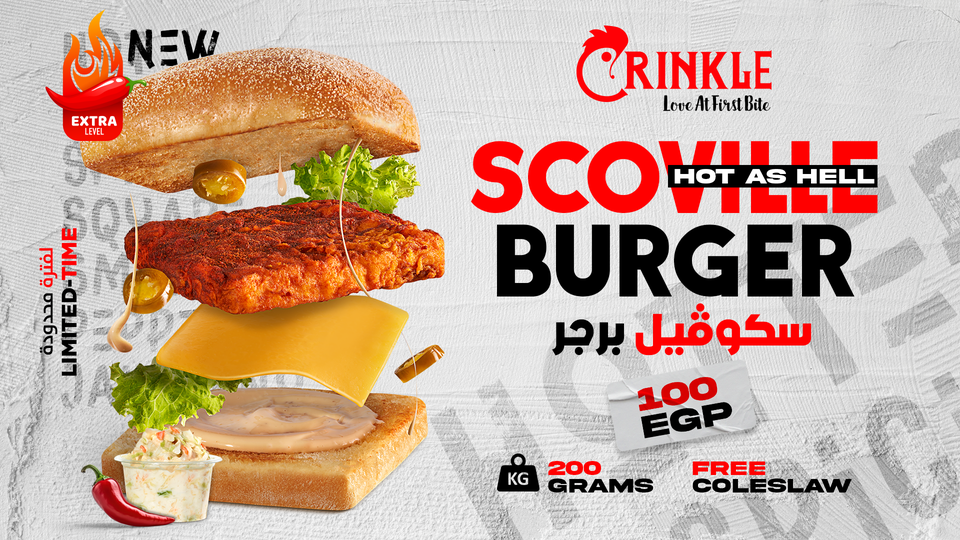 NEW
EXTRA
LEVEL
CRINKLE
Love At First Bite
SCOVILLE
HOT AS HELL
BURGER
سكوڤيل برجر
100
EGP
KG
200
GRAMS
FREE
COLESLAW
لفترة محدودة
LIMITED-TIME